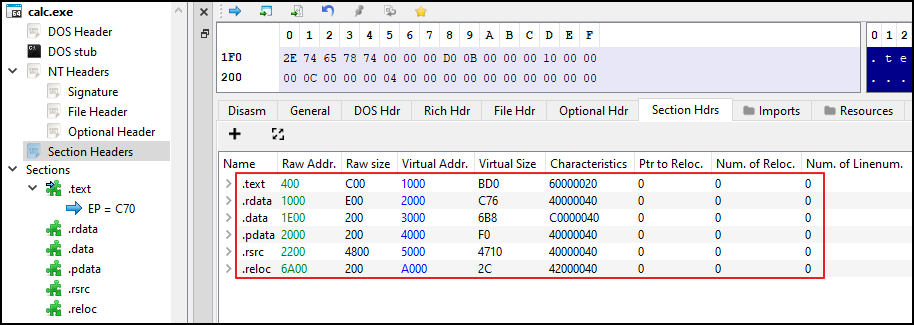 calc.exe
DOS Header
DOS stub
NT Headers
Signature
File Header
Optional Header
Section Headers
Sections
.text
EP = C70
.rdata
.data
.pdata
.rsrc
.reloc
0 1 2 3 4 5 6 7 8 9 A B C D E F
1F0 2E 74 65 78 74 00 00 00 D0 0B 00 00 00 10 00 00
200 00 0C 00 00 00 04 00 00 00 00 00 00 00 00 00 00
0 1 2
. t e
. . .
Disasm General DOS Hdr Rich Hdr File Hdr Optional Hdr Section Hdrs Imports Resources
Name Raw Addr. Raw size Virtual Addr. Virtual Size Characteristics Ptr to Reloc. Num. of Reloc. Num. of Linenum.
.text 400 C00 1000 BD0 60000020 0 0 0
.rdata 1000 E00 2000 C76 40000040 0 0 0
.data 1E00 200 3000 6B8 C0000040 0 0 0
.pdata 2000 200 4000 F0 40000040 0 0 0
.rsrc 2200 4800 5000 4710 40000040 0 0 0
.reloc 6A00 200 A000 2C 42000040 0 0 0